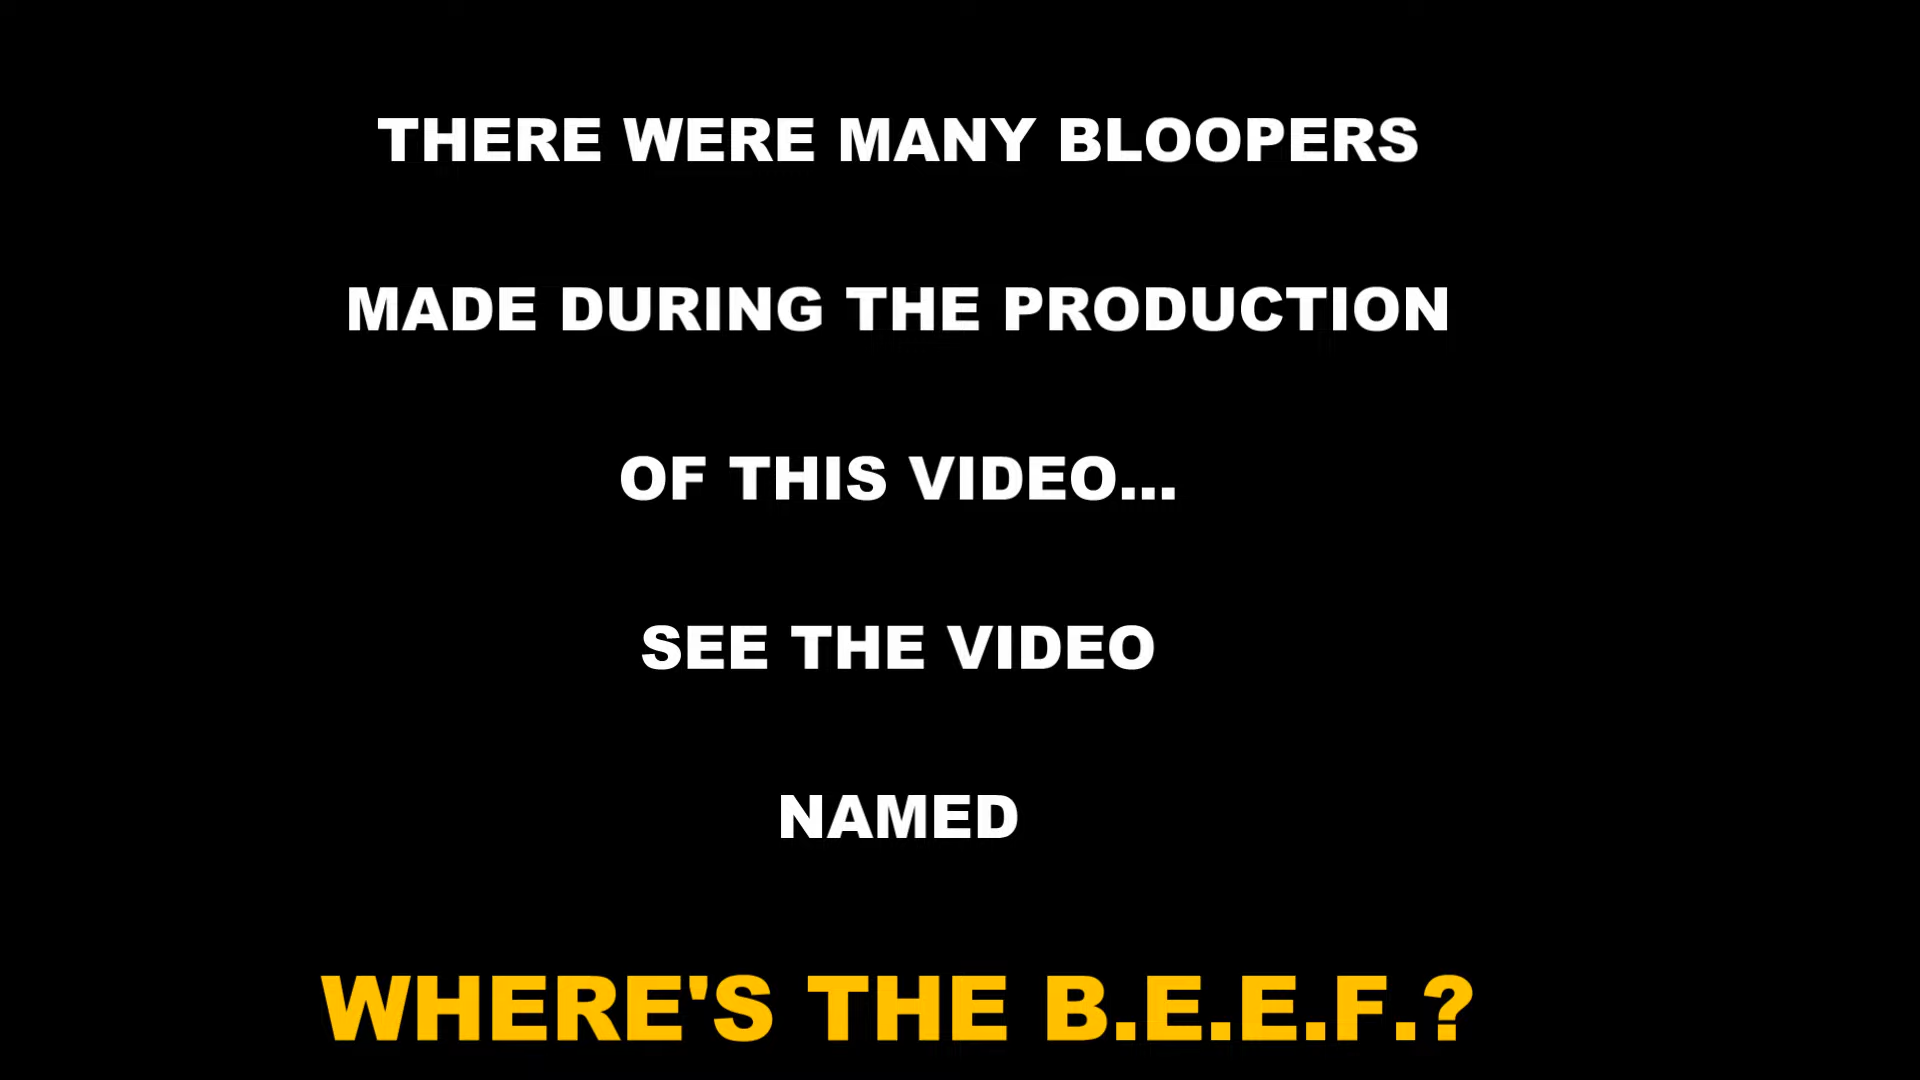 THERE WERE MANY BLOOPERS
MADE DURING THE PRODUCTION
OF THIS VIDEO...
SEE THE VIDEO
NAMED
WHERE'S THE B.E.E.F.?